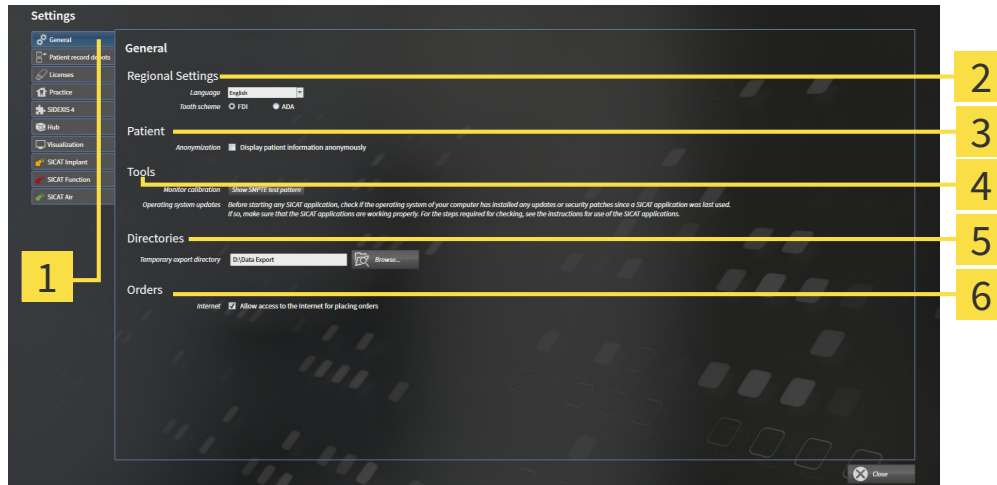 Settings
General
Patient record depots
Licenses
Practice
SIDEXIS 4
Hub
Visualization
SICAT Implant
SICAT Function
SICAT Air
General
Regional Settings
Language English
Tooth scheme FDI ADA
Patient
Anonymization Display patient information anonymously
Tools
Monitor calibration Show SMPTE test pattern
Operating system updates Before starting any SICAT application, check if the operating system of your computer has installed any updates or security patches since a SICAT application was last used.
If so, make sure that the SICAT applications are working properly. For the steps required for checking, see the instructions for use of the SICAT applications.
Directories
Temporary export directory D:\Data Export Browse...
Orders
Internet Allow access to the Internet for placing orders
Close
1
2
3
4
5
6